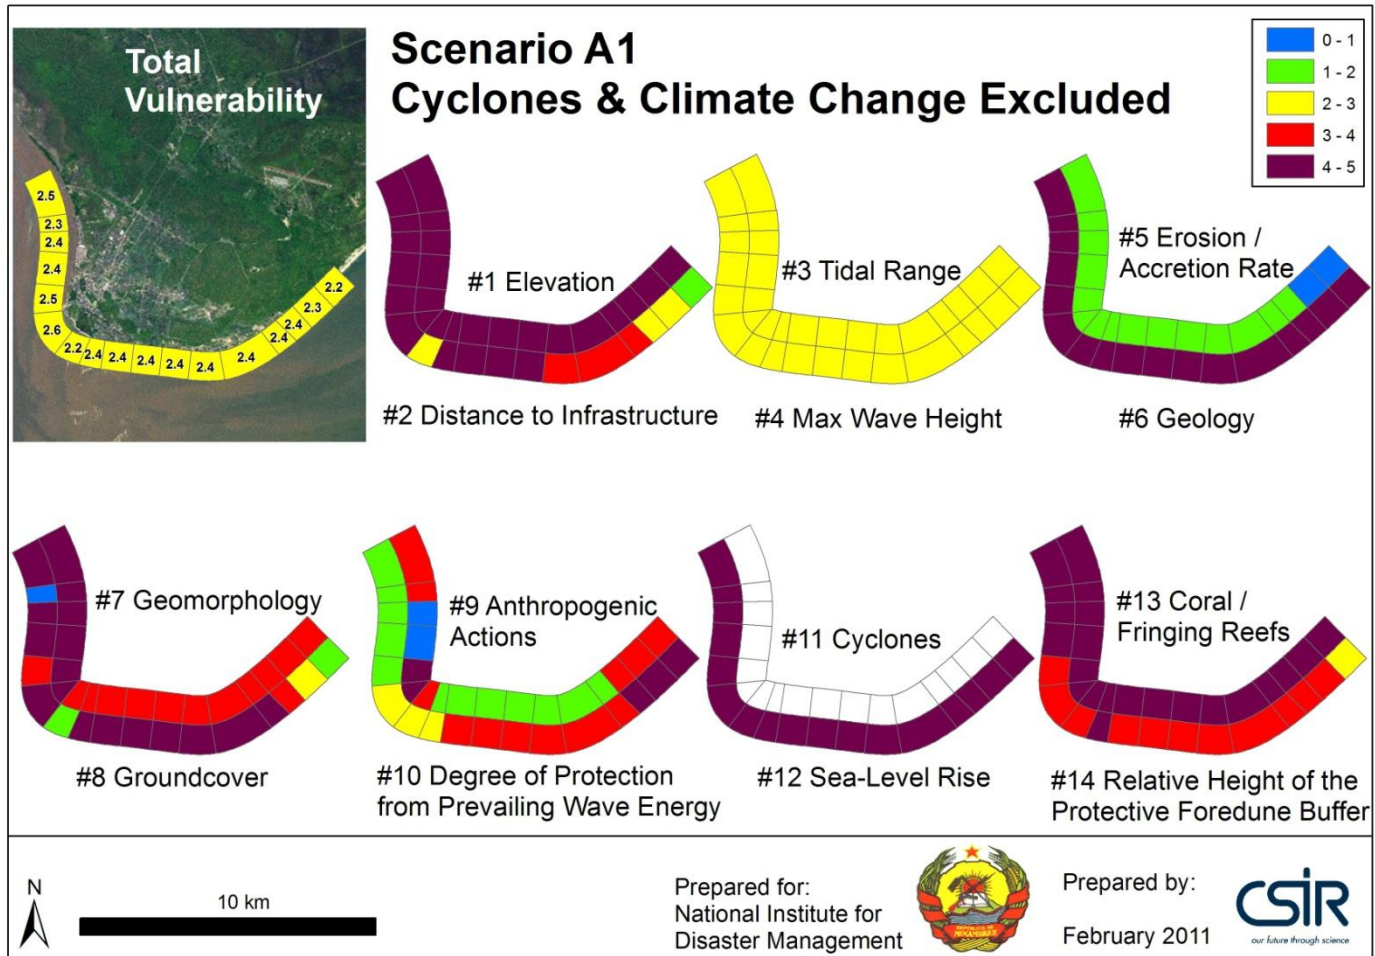 Total
Vulnerability
Scenario A1
Cyclones & Climate Change Excluded
0 - 1
1 - 2
2 - 3
3 - 4
4 - 5
2.5
2.3
2.4
2.4
2.5
2.6
2.2
2.4
2.4
2.4
2.4
2.4
2.4
2.4
2.4
2.3
2.2
#1 Elevation
#2 Distance to Infrastructure
#3 Tidal Range
#4 Max Wave Height
#5 Erosion /
Accretion Rate
#6 Geology
#7 Geomorphology
#8 Groundcover
#9 Anthropogenic
Actions
#10 Degree of Protection
from Prevailing Wave Energy
#11 Cyclones
#12 Sea-Level Rise
#13 Coral /
Fringing Reefs
#14 Relative Height of the
Protective Foredune Buffer
N
10 km
Prepared for:
National Institute for
Disaster Management
Prepared by:
February 2011
CSIR
our future through science